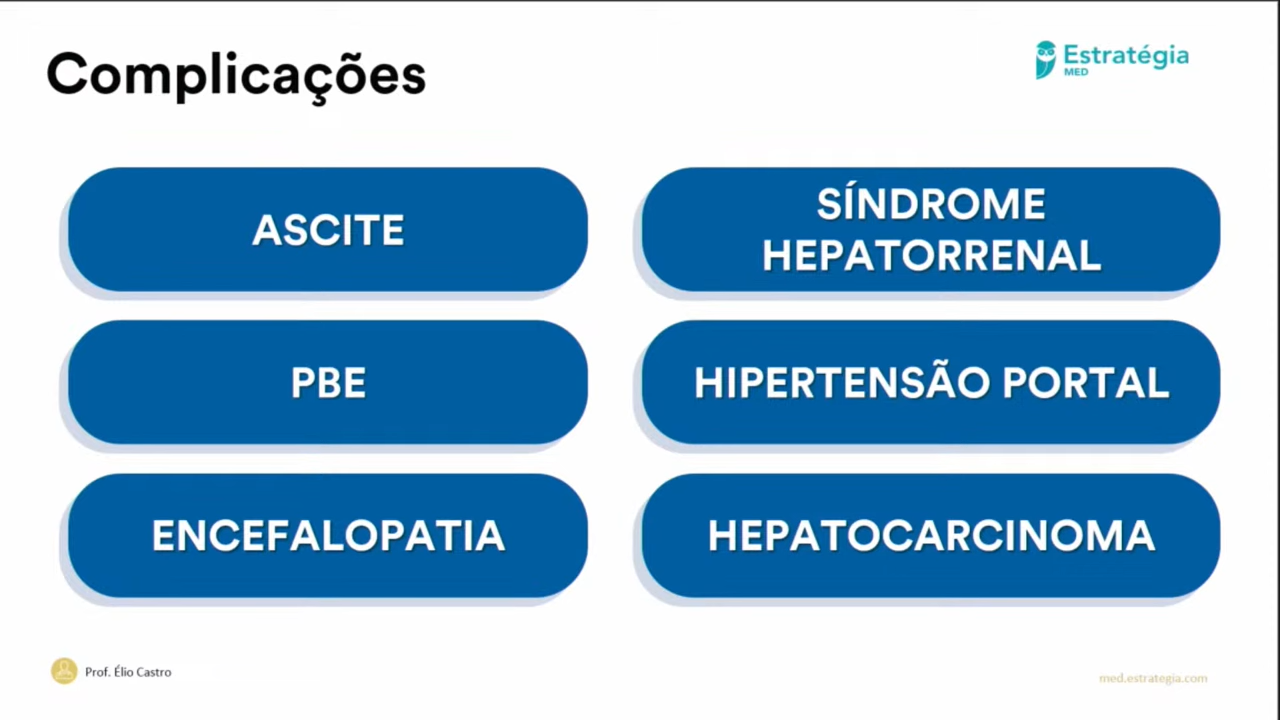 Complicações
Estratégia
MED
ASCITE
SÍNDROME
HEPATORRENAL
PBE
HIPERTENSÃO PORTAL
ENCEFALOPATIA
HEPATOCARCINOMA
Prof. Élio Castro
med.estrategia.com